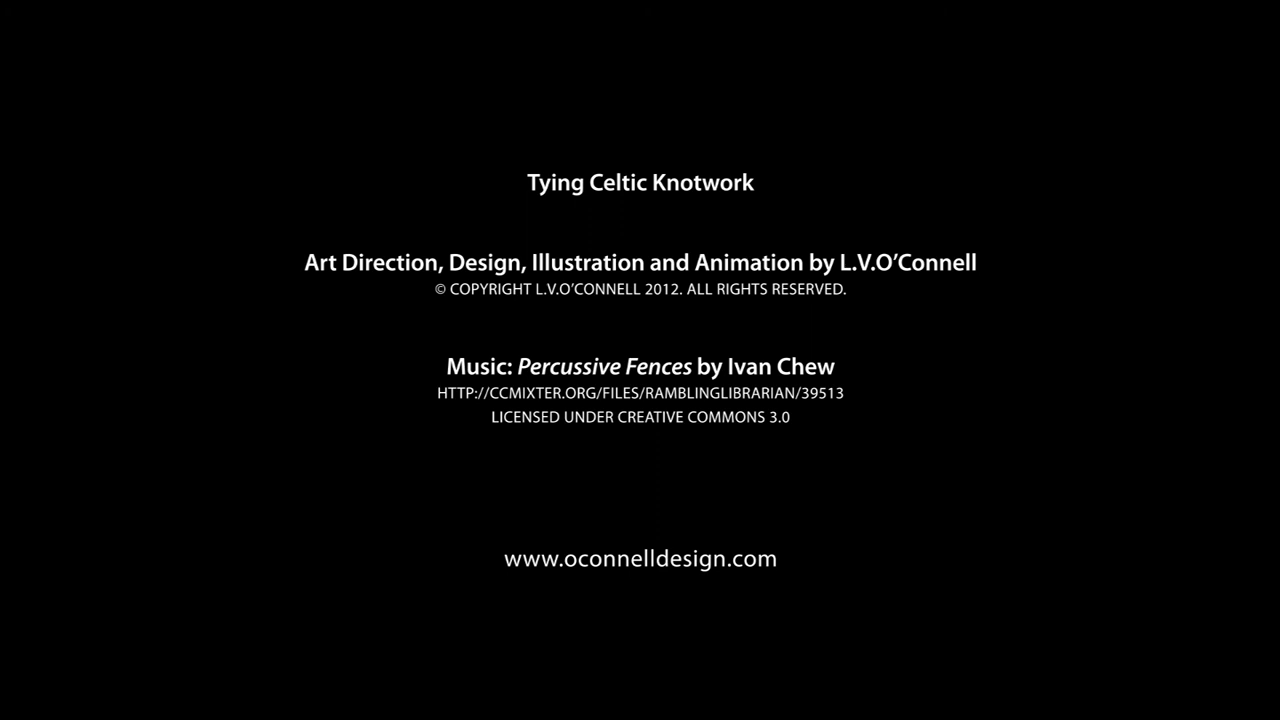 Tying Celtic Knotwork
Art Direction, Design, Illustration and Animation by L.V.O’Connell
© COPYRIGHT L.V.O’CONNELL 2012. ALL RIGHTS RESERVED.
Music: Percussive Fences by Ivan Chew
HTTP://CCMIXTER.ORG/FILES/RAMBLINGLIBRARIAN/39513
LICENSED UNDER CREATIVE COMMONS 3.0
www.oconnelldesign.com